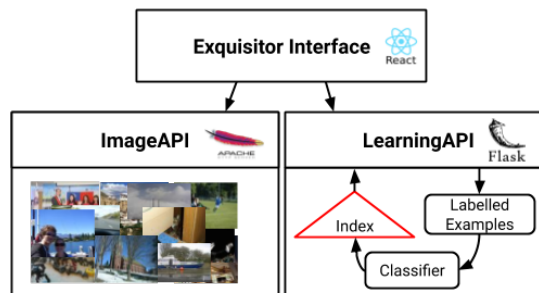 Exquisitor Interface
React
ImageAPI
APACHE
LearningAPI
Flask
Index
Labelled
Examples
Classifier